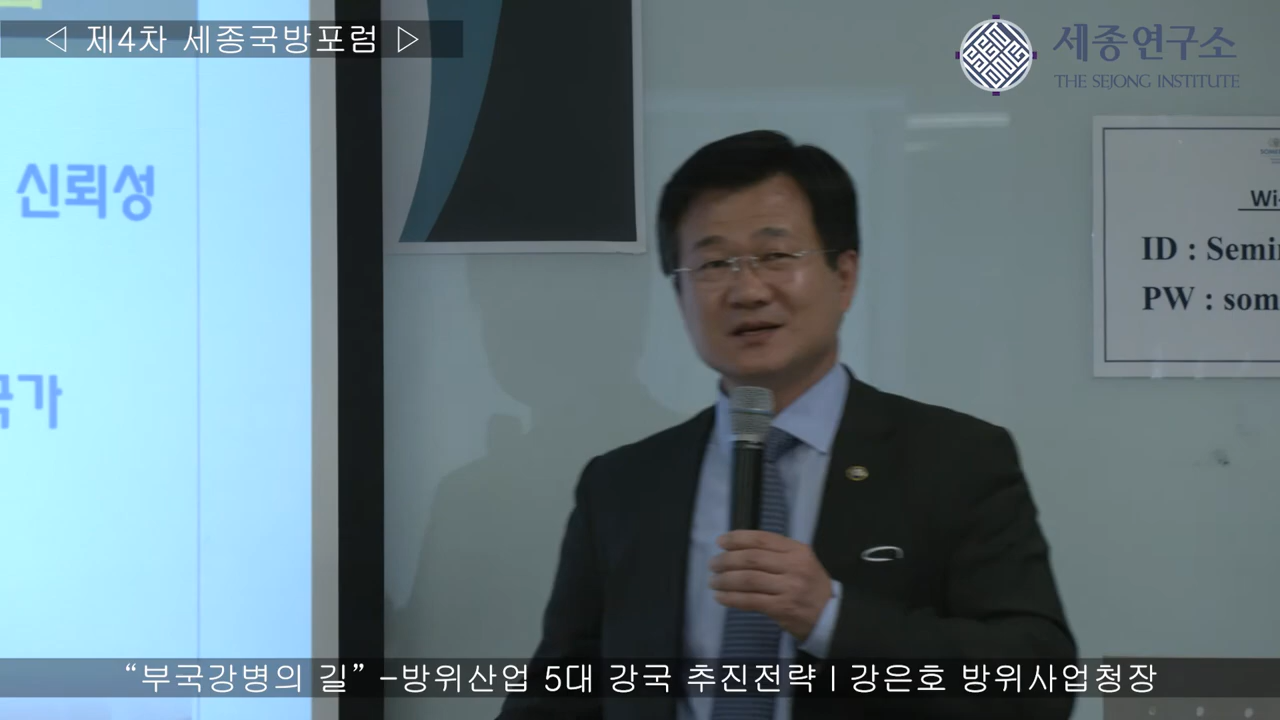 ◁ 제4차 세종국방포럼 ▷
세종연구소
THE SEJONG INSTITUTE
신뢰성
국가
ID : Semi
PW : som
“부국강병의 길” -방위산업 5대 강국 추진전략 | 강은호 방위사업청장